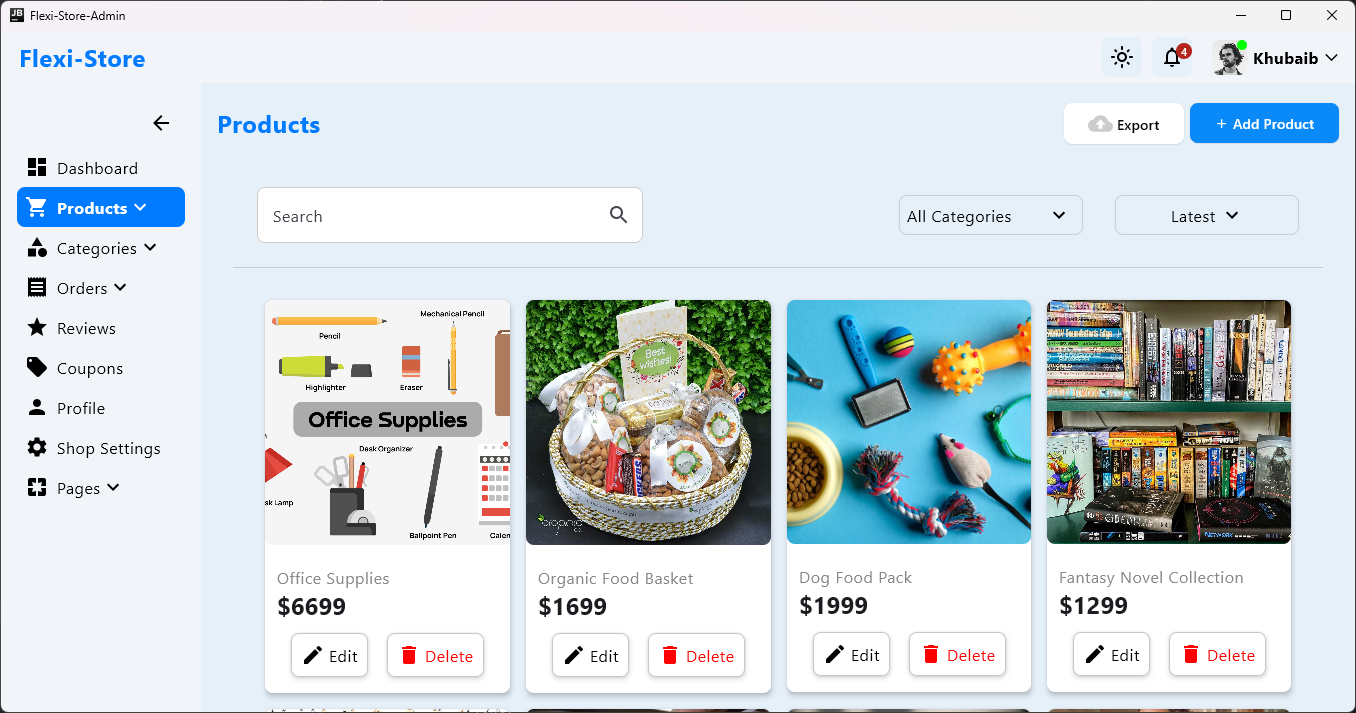 JB
Flexi-Store-Admin
Flexi-Store
4
Khubaib
Products
Export
+ Add Product
Dashboard
Products
Categories
Orders
Reviews
Coupons
Profile
Shop Settings
Pages
Search
All Categories
Latest
Mechanical Pencil
Pencil
Highlighter
Eraser
Office Supplies
Desk Organizer
sk Lamp
Ballpoint Pen
Calen
Best
Wishes!
organic
Office Supplies
$6699
Edit
Delete
Organic Food Basket
$1699
Edit
Delete
Dog Food Pack
$1999
Edit
Delete
Fantasy Novel Collection
$1299
Edit
Delete